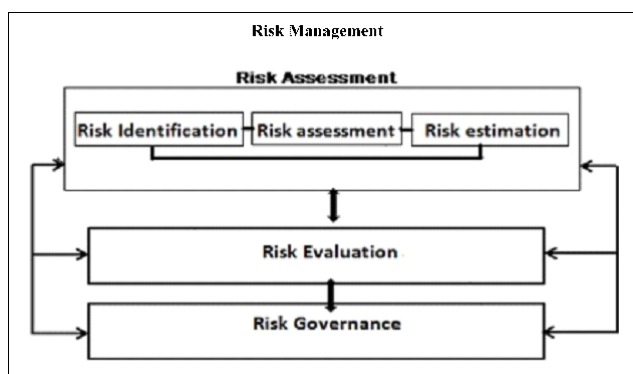 Risk Management
Risk Assessment
Risk Identification Risk assessment Risk estimation
Risk Evaluation
Risk Governance